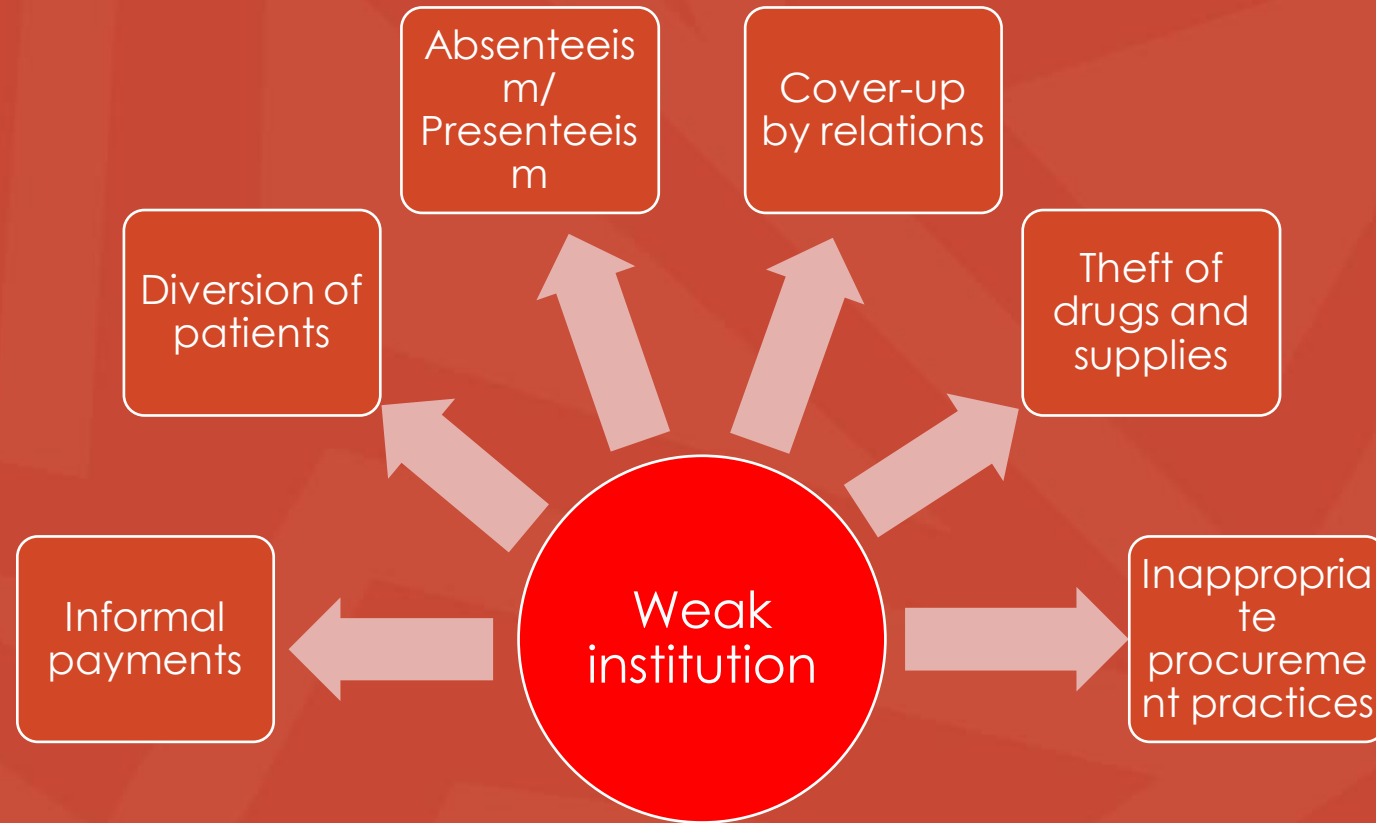 Absenteeis
m/
Presenteeis
m
Cover-up
by relations
Diversion of
patients
Theft of
drugs and
supplies
Informal
payments
Weak
institution
Inappropria
te
procureme
nt practices